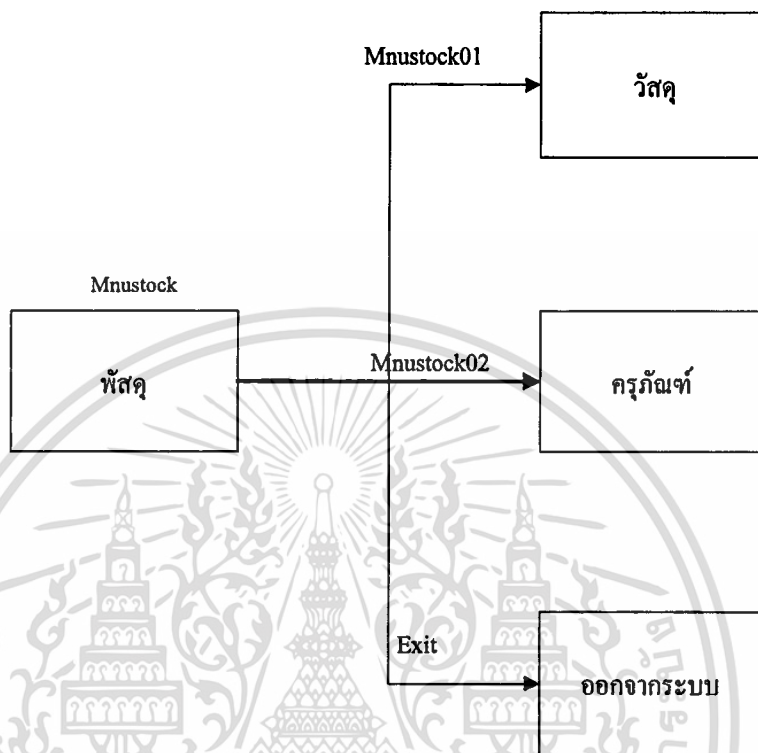 Mnustock01
วัสดุ
Mnustock
พัสดุ
Mnustock02
ครุภัณฑ์
Exit
ออกจากระบบ